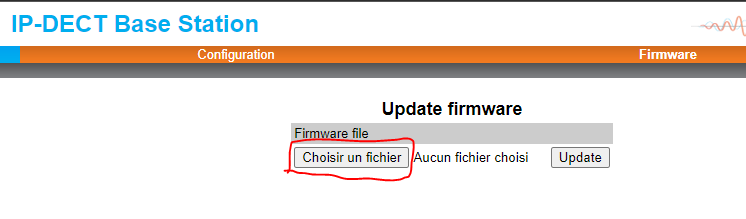 IP-DECT Base Station
Configuration Firmware
Update firmware
Firmware file
Choisir un fichier Aucun fichier choisi Update